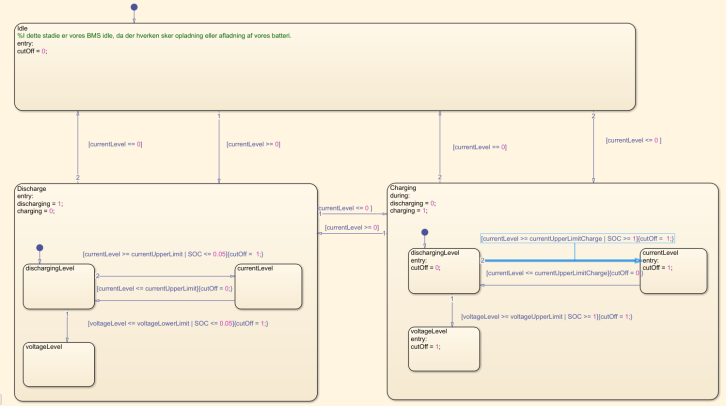 Idle
%I dette stadie er vores BMS idle, da der hverken sker opladning eller afladning af vores batteri.
entry:
cutOff = 0;
1
2
[currentLevel == 0]
[currentLevel >= 0]
[currentLevel == 0]
[currentLevel <= 0 ]
2
2
Discharge
entry:
discharging = 1;
charging = 0;
currentLevel <= 0 ]
1
[currentLevel >= 0]
1
Charging
during:
discharging = 0;
charging = 1;
[currentLevel >= currentUpperLimit | SOC <= 0.05]{cutOff = 1;}
dischargingLevel
2
currentLevel
[currentLevel <= currentUpperLimit]{cutOff = 0;}
1
[voltageLevel <= voltageLowerLimit | SOC <= 0.05]{cutOff = 1;}
voltageLevel
[currentLevel >= currentUpperLimitCharge | SOC >= 1]{cutOff = 1;}
dischargingLevel
entry:
cutOff = 0;
2
currentLevel
entry:
cutOff = 1;
[currentLevel <= currentUpperLimitCharge]{cutOff = 0;}
1
[voltageLevel >= voltageUpperLimit | SOC >= 1]{cutOff = 1;}
voltageLevel
entry:
cutOff = 1;